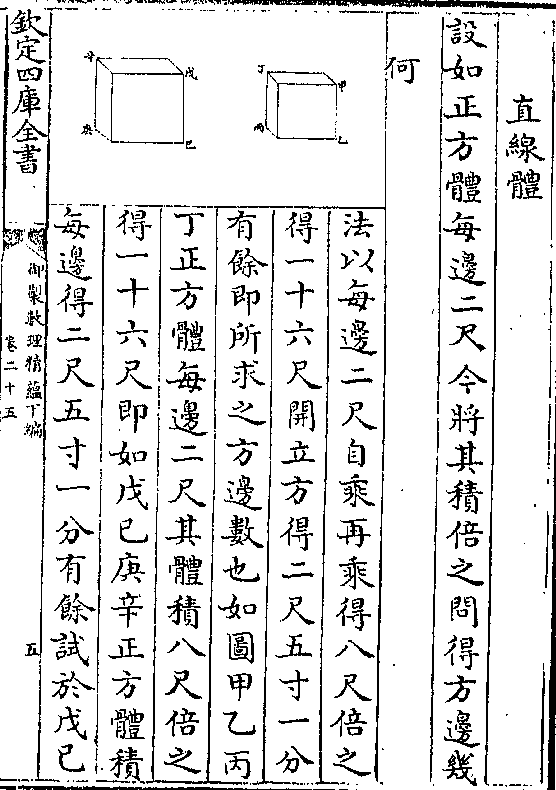 直線體
設如正方體每邊二尺今將其積倍之問得方邊幾
何
甲
乙
丙
丁
戊
己
庚
辛
法以每邊二尺自乘再乘得八尺倍之
得一十六尺開立方得二尺五寸一分
有餘即所求之方邊數也如圖甲乙丙
丁正方體每邊二尺其體積八尺倍之
得一十六尺即如戊己庚辛正方體積
每邊得二尺五寸一分有餘試於戊己
欽定四庫全書
御製數理精蘊下編
卷二十五
五